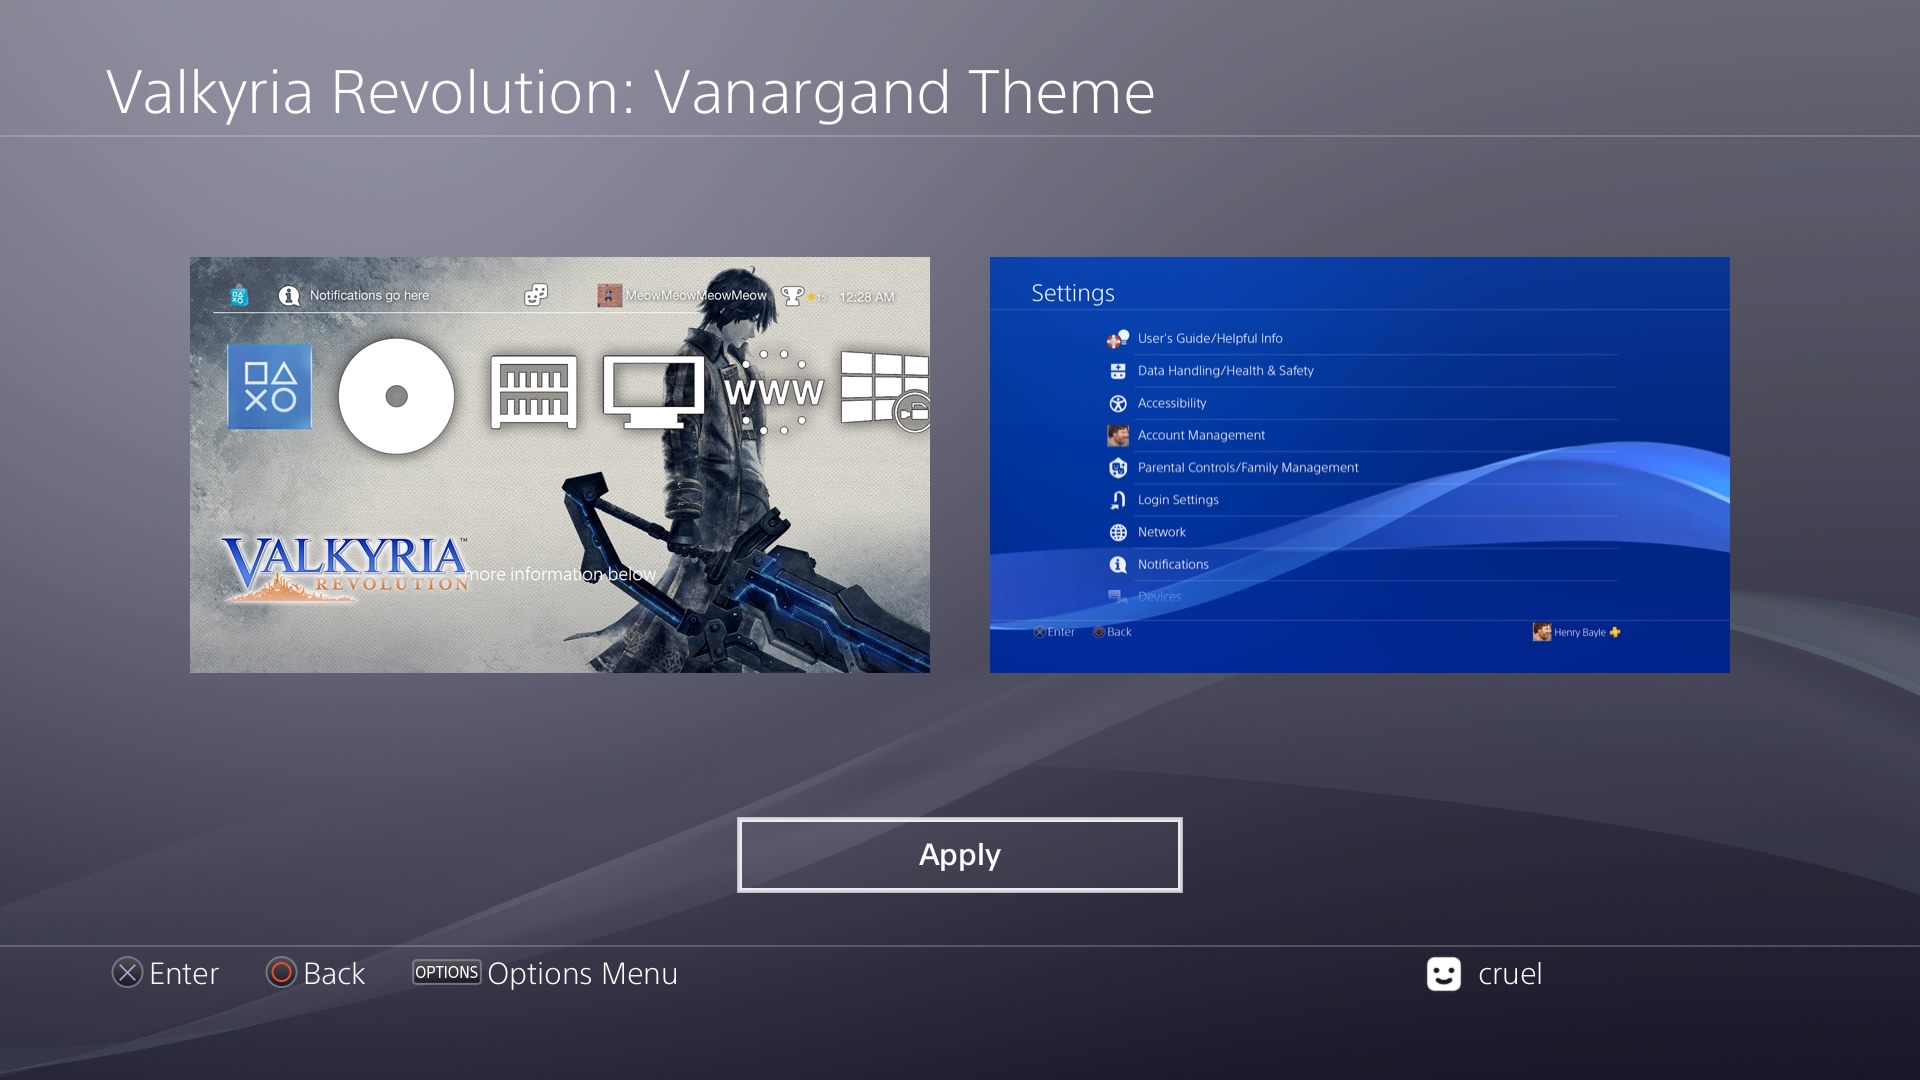 Valkyria Revolution: Vanargand Theme
Notifications go here
MeowMeowMeowMeow
15
12:28 AM
WWW
VALKYRIA™
REVOLUTION
more information below
Settings
User's Guide/Helpful Info
Data Handling/Health & Safety
Accessibility
Account Management
Parental Controls/Family Management
Login Settings
Network
Notifications
Devices
Enter
Back
Henry Bayle
Apply
Enter
Back
OPTIONS Options Menu
cruel